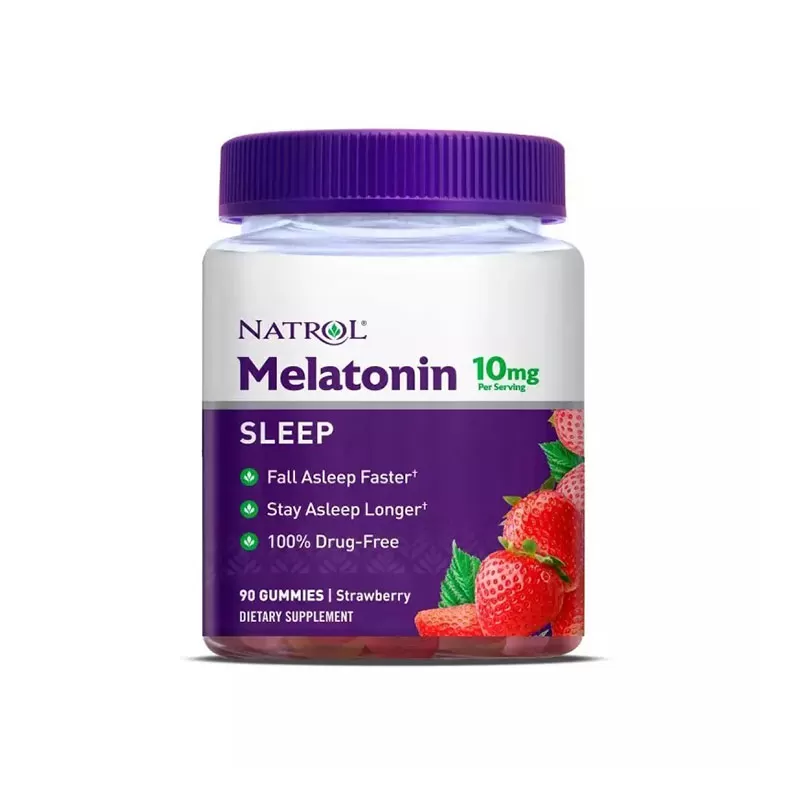 NATROL®
Melatonin 10mg
Per Serving
SLEEP
Fall Asleep Faster†
Stay Asleep Longer†
100% Drug-Free
90 GUMMIES | Strawberry
DIETARY SUPPLEMENT